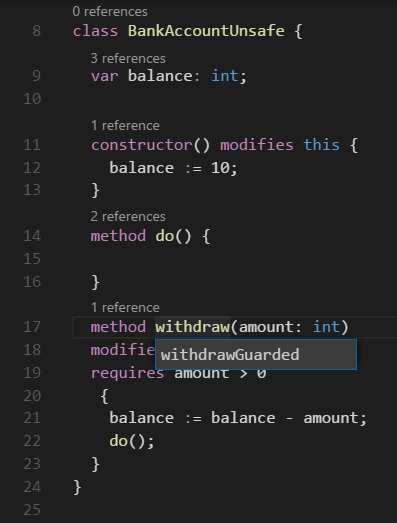 0 references
8 class BankAccountUnsafe {
3 references
9 var balance: int;
10
1 reference
11 constructor() modifies this {
12 balance := 10;
13 }
2 references
14 method do() {
15
16 }
1 reference
17 method withdraw(amount: int)
18 modifie
withdrawGuarded
19 requires amount > 0
20 {
21 balance := balance - amount;
22 do();
23 }
24 }
25